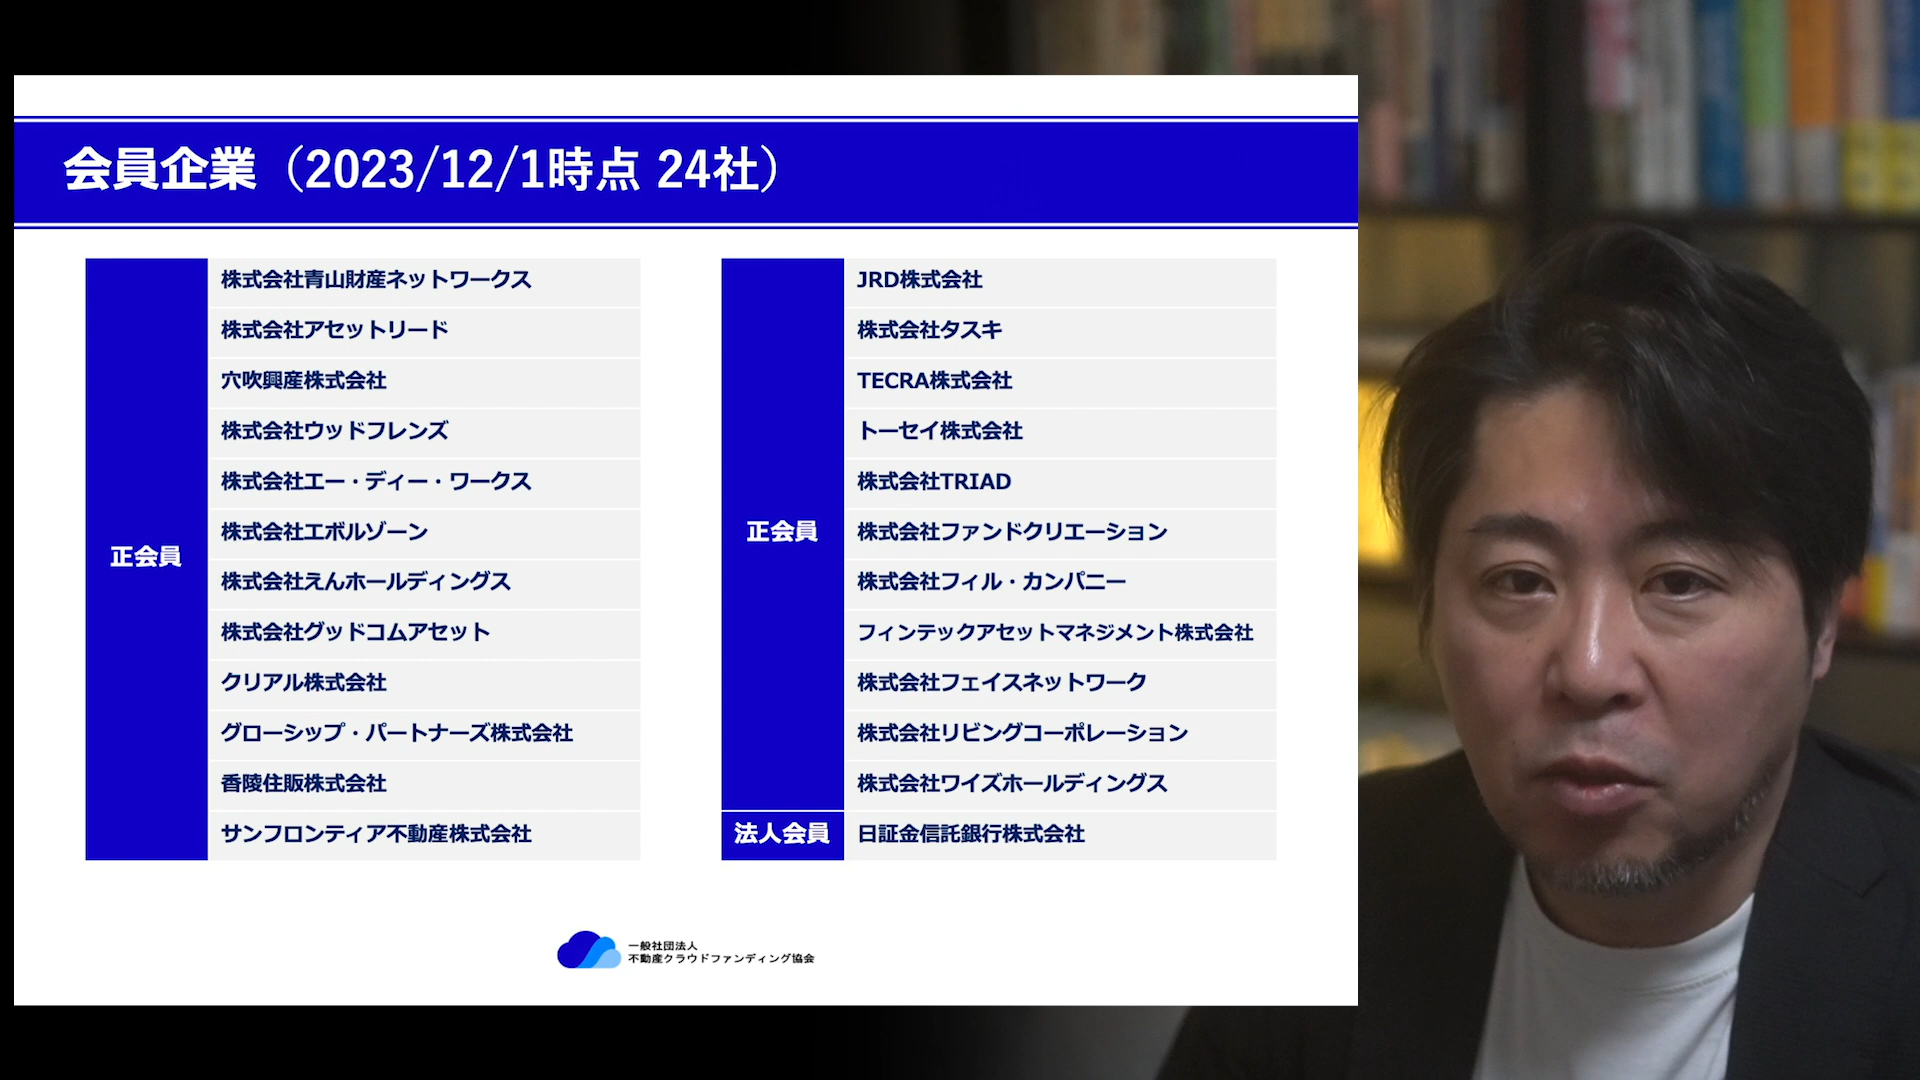 会員企業（2023/12/1時点 24社）
正会員
株式会社青山財産ネットワークス
株式会社アセットリード
穴吹興産株式会社
株式会社ウッドフレンズ
株式会社エー・ディー・ワークス
株式会社エボルゾーン
株式会社えんホールディングス
株式会社グッドコムアセット
クリアル株式会社
グローシップ・パートナーズ株式会社
香陵住販株式会社
サンフロンティア不動産株式会社
正会員
JRD株式会社
株式会社タスキ
TECRA株式会社
トーセイ株式会社
株式会社TRIAD
株式会社ファンドクリエーション
株式会社フィル・カンパニー
フィンテックアセットマネジメント株式会社
株式会社フェイスネットワーク
株式会社リビングコーポレーション
株式会社ワイズホールディングス
法人会員
日証金信託銀行株式会社
一般社団法人
不動産クラウドファンディング協会